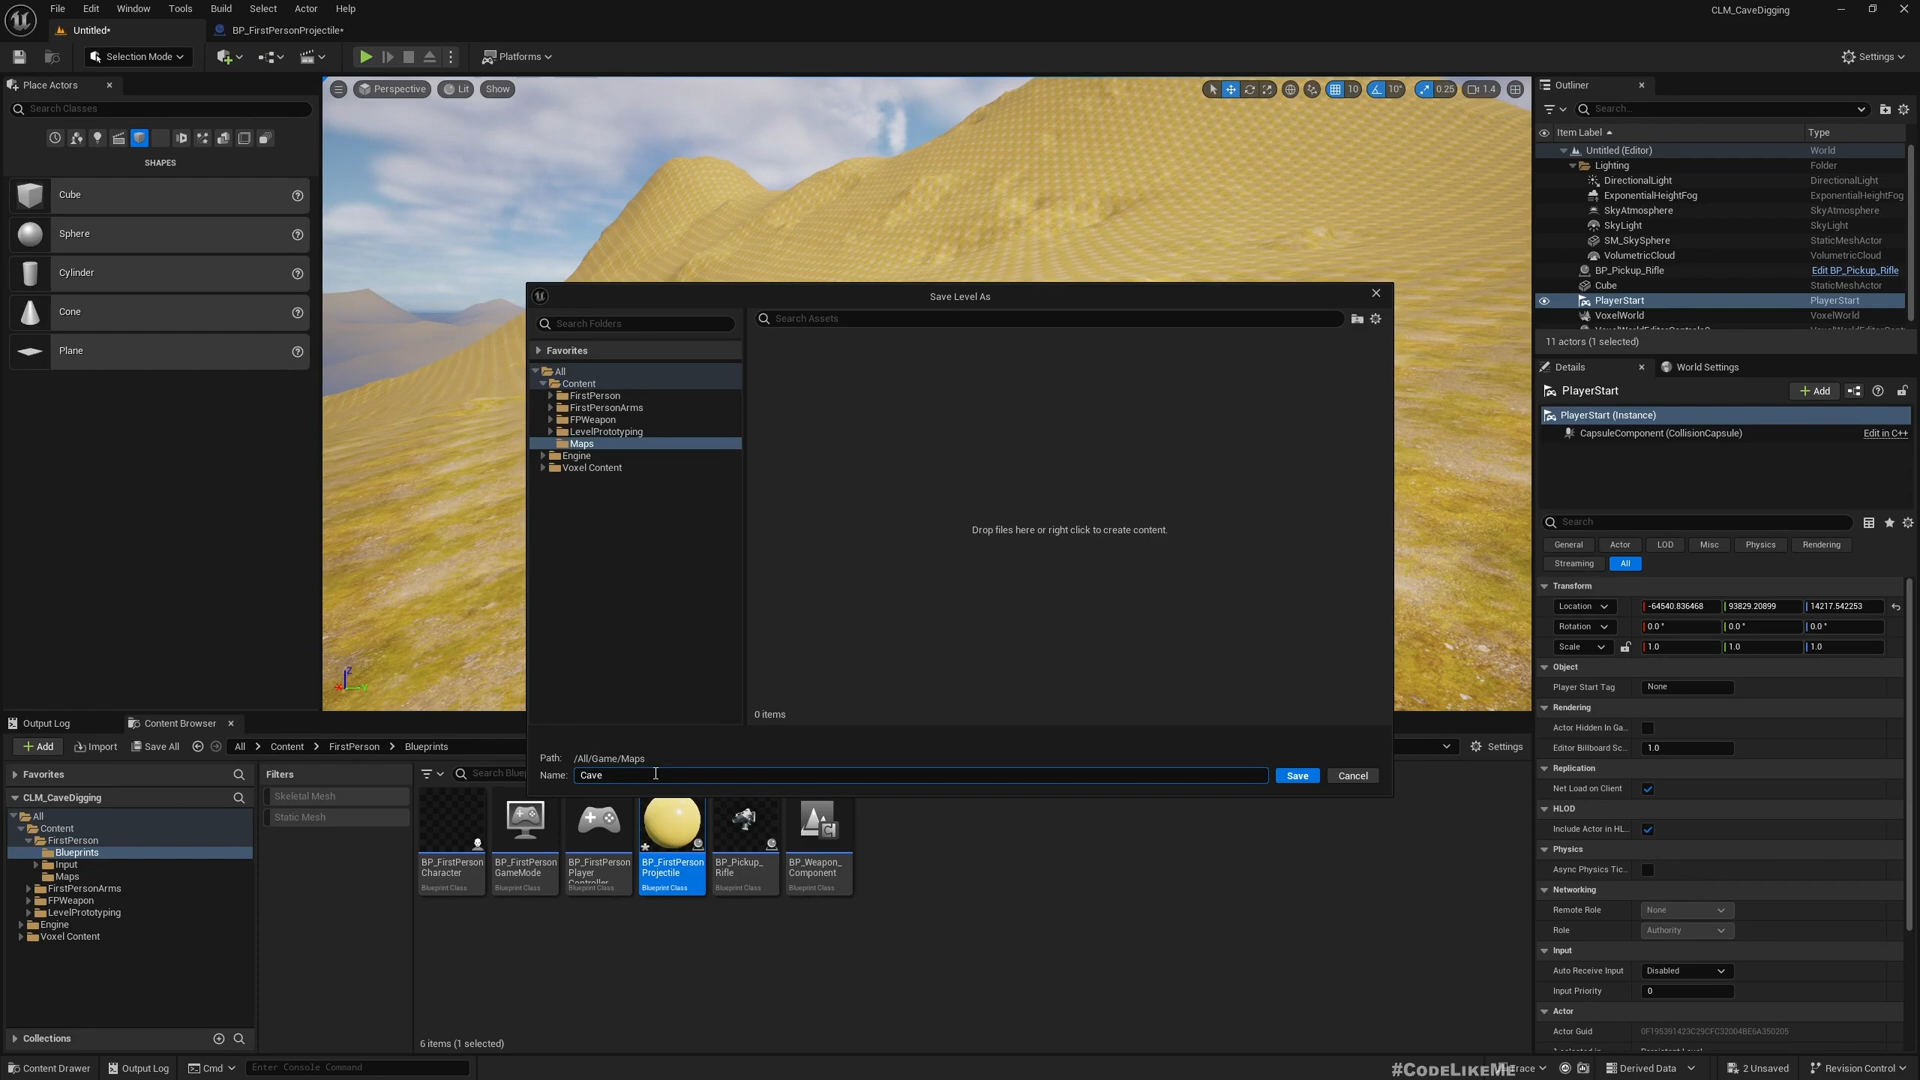 File Edit Window Tools Build Select Actor Help
CLM_CaveDigging
Untitled*
BP_FirstPersonProjectile*
Selection Mode
Platforms
Settings
Place Actors
Search Classes
SHAPES
Cube
Sphere
Cylinder
Cone
Plane
Perspective
Lit
Show
10
10°
0.25
1.4
Outliner
Search...
Item Label
Type
Untitled (Editor) World
Lighting Folder
DirectionalLight DirectionalLight
ExponentialHeightFog ExponentialHeightFog
SkyAtmosphere SkyAtmosphere
SkyLight SkyLight
SM_SkySphere StaticMeshActor
VolumetricCloud VolumetricCloud
BP_Pickup_Rifle Edit BP_Pickup_Rifle
Cube StaticMeshActor
PlayerStart PlayerStart
VoxelWorld VoxelWorld
11 actors (1 selected)
Details
World Settings
PlayerStart
Add
PlayerStart (Instance)
CapsuleComponent (CollisionCapsule)
Edit in C++
Search
General
Actor
LOD
Misc
Physics
Rendering
Streaming
All
Transform
Location -64540.836468 93829.20899 14217.542253
Rotation 0.0 ° 0.0 ° 0.0 °
Scale 1.0 1.0 1.0
Object
Player Start Tag None
Rendering
Actor Hidden In Ga...
Editor Billboard Sc... 1.0
Replication
Net Load on Client
HLOD
Include Actor in HL...
Physics
Async Physics Tic...
Networking
Remote Role None
Role Authority
Input
Auto Receive Input Disabled
Input Priority 0
Actor
Actor Guid 0F195391423C29CFC32004BE6A350205
Save Level As
Search Folders
Search Assets
Favorites
All
Content
FirstPerson
FirstPersonArms
FPWeapon
LevelPrototyping
Maps
Engine
Voxel Content
Drop files here or right click to create content.
0 items
Path: /All/Game/Maps
Name: Cave
Save
Cancel
Output Log
Content Browser
Add
Import
Save All
All
Content
FirstPerson
Blueprints
Settings
Favorites
Filters
Search Blue
CLM_CaveDigging
Skeletal Mesh
Static Mesh
All
Content
FirstPerson
Blueprints
Input
Maps
FirstPersonArms
FPWeapon
LevelPrototyping
Engine
Voxel Content
Collections
BP_FirstPerson
Character
Blueprint Class
BP_FirstPerson
GameMode
Blueprint Class
BP_FirstPerson
Player
Controller
Blueprint Class
BP_FirstPerson
Projectile
Blueprint Class
BP_Pickup_
Rifle
Blueprint Class
BP_Weapon_
Component
Blueprint Class
6 items (1 selected)
Content Drawer
Output Log
Cmd
Enter Console Command
#CodeLikeMe
Trace
Derived Data
2 Unsaved
Revision Control